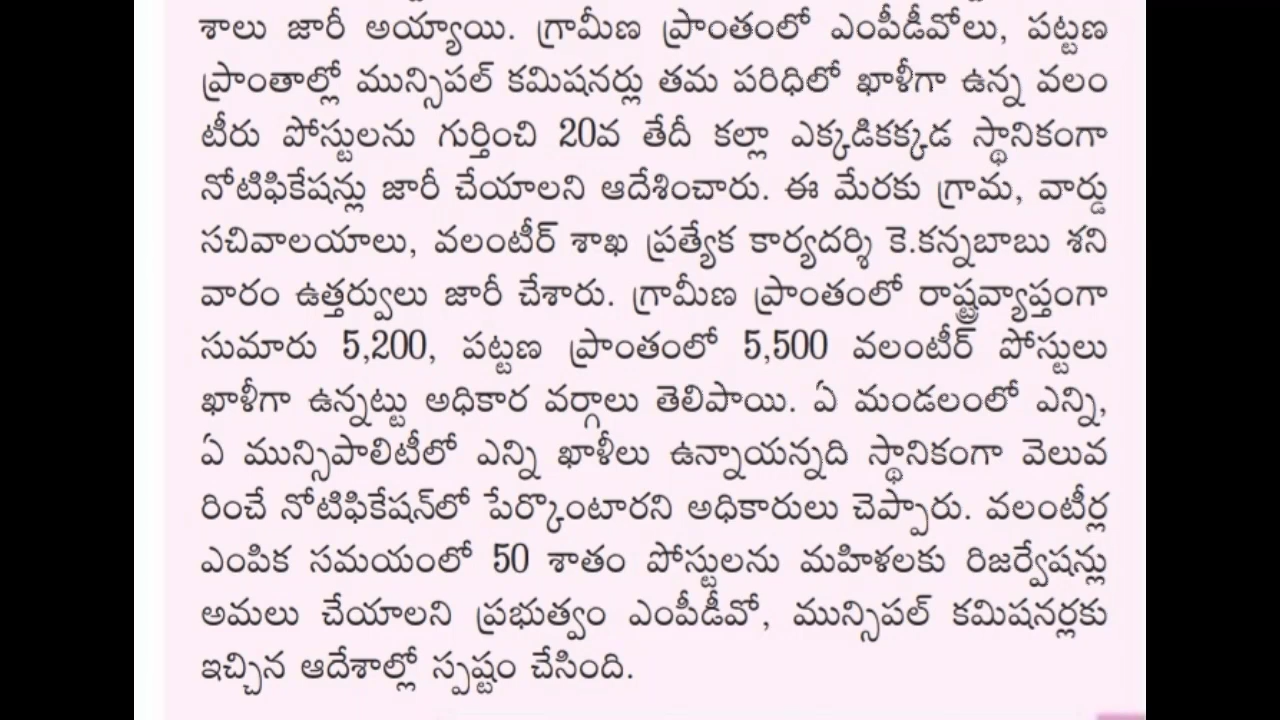 శాలు జారీ అయ్యాయి. గ్రామీణ ప్రాంతంలో ఎంపీడీవోలు, పట్టణ
ప్రాంతాల్లో మున్సిపల్ కమిషనర్లు తమ పరిధిలో ఖాళీగా ఉన్న వలం
టీరు పోస్టులను గుర్తించి 20వ తేదీ కల్లా ఎక్కడికక్కడ స్థానికంగా
నోటిఫికేషన్లు జారీ చేయాలని ఆదేశించారు. ఈ మేరకు గ్రామ, వార్డు
సచివాలయాలు, వలంటీర్ శాఖ ప్రత్యేక కార్యదర్శి కె.కన్నబాబు శని
వారం ఉత్తర్వులు జారీ చేశారు. గ్రామీణ ప్రాంతంలో రాష్ట్రవ్యాప్తంగా
సుమారు 5,200, పట్టణ ప్రాంతంలో 5,500 వలంటీర్ పోస్టులు
ఖాళీగా ఉన్నట్టు అధికార వర్గాలు తెలిపాయి. ఏ మండలంలో ఎన్ని,
ఏ మున్సిపాలిటీలో ఎన్ని ఖాళీలు ఉన్నాయన్నది స్థానికంగా వెలువ
రించే నోటిఫికేషన్‌లో పేర్కొంటారని అధికారులు చెప్పారు. వలంటీర్ల
ఎంపిక సమయంలో 50 శాతం పోస్టులను మహిళలకు రిజర్వేషన్లు
అమలు చేయాలని ప్రభుత్వం ఎంపీడీవో, మున్సిపల్ కమిషనర్లకు
ఇచ్చిన ఆదేశాల్లో స్పష్టం చేసింది.